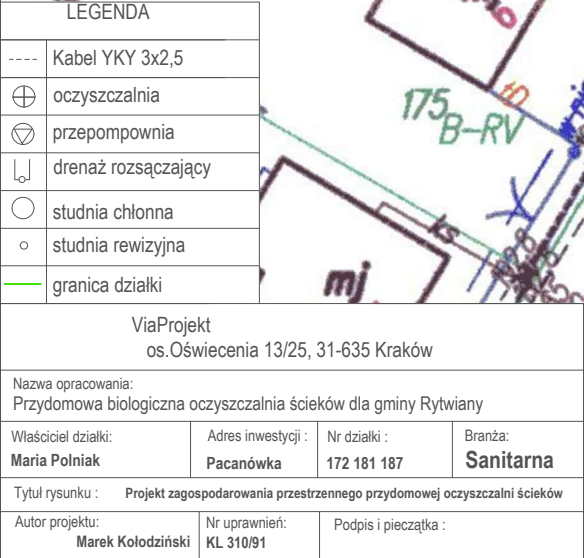 LEGENDA
Kabel YKY 3x2,5
oczyszczalnia
przepompownia
drenaż rozsączający
studnia chłonna
studnia rewizyjna
granica działki
175
B-RV
t0
ks
mj
ViaProjekt
os.Oświecenia 13/25, 31-635 Kraków
Nazwa opracowania:
Przydomowa biologiczna oczyszczalnia ścieków dla gminy Rytwiany
Właściciel działki:
Maria Polniak
Adres inwestycji :
Pacanówka
Nr działki :
172 181 187
Branża:
Sanitarna
Tytuł rysunku : Projekt zagospodarowania przestrzennego przydomowej oczyszczalni ścieków
Autor projektu:
Marek Kołodziński
Nr uprawnień:
KL 310/91
Podpis i pieczątka :